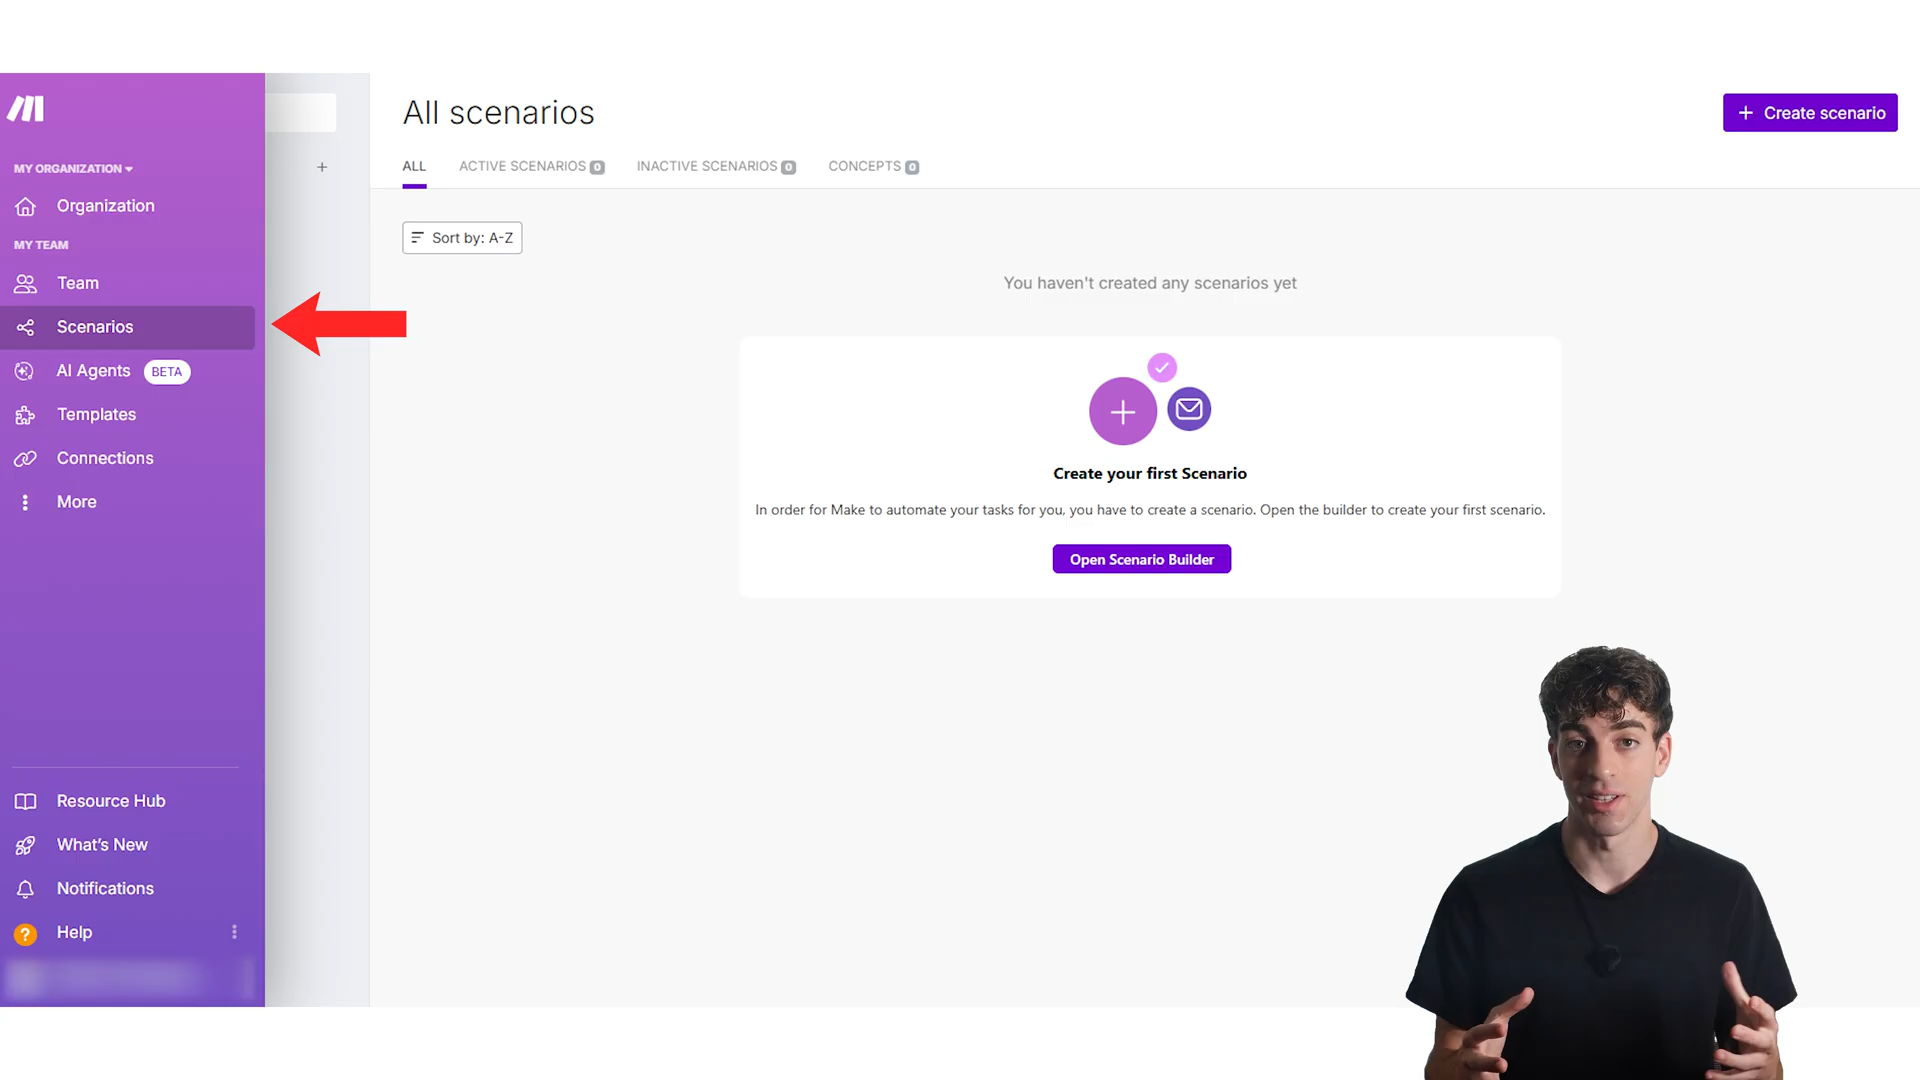 MY ORGANIZATION
Organization
MY TEAM
Team
Scenarios
AI Agents BETA
Templates
Connections
More
Resource Hub
What's New
Notifications
? Help
All scenarios
+ Create scenario
ALL ACTIVE SCENARIOS 0 INACTIVE SCENARIOS 0 CONCEPTS 0
Sort by: A-Z
You haven't created any scenarios yet
Create your first Scenario
In order for Make to automate your tasks for you, you have to create a scenario. Open the builder to create your first scenario.
Open Scenario Builder